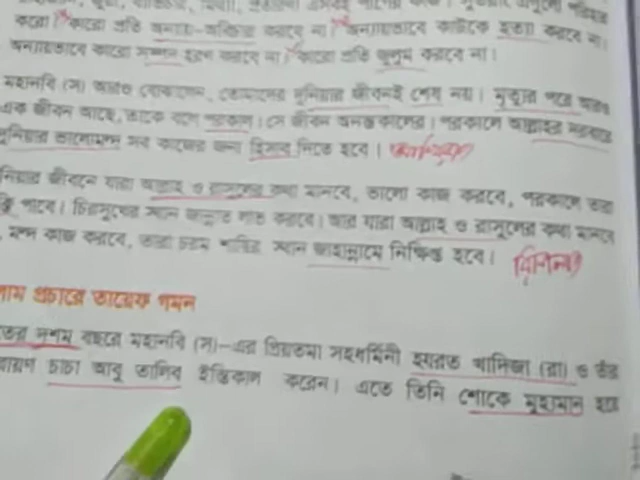 করো। কারো প্রতি অন্যায়-অবিচার করবে না। অন্যায়ভাবে কাউকে হত্যা করবে না।
অন্যায়ভাবে কারো সম্পদ হরণ করবে না। কারো প্রতি জুলুম করবে না।
মহানবি (স) আরও বোঝালেন, তোমাদের দুনিয়ার জীবনই শেষ নয়। মৃত্যুর পরে আরও
এক জীবন আছে, তাকে বলে পরকাল। সে জীবন অনন্তকালের। পরকালে আল্লাহর দরবারে
দুনিয়ার ভালোমন্দ সব কাজের জন্য হিসাব দিতে হবে।
নিয়ার জীবনে যারা আল্লাহ ও রাসুলের কথা মানবে, ভালো কাজ করবে, পরকালে তারা
পাবে। চিরসুখের স্থান জান্নাত লাভ করবে। আর যারা আল্লাহ ও রাসুলের কথা মানবে
মন্দ কাজ করবে, তারা চরম শাস্তির স্থান জাহান্নামে নিক্ষিপ্ত হবে।
লাম প্রচারে তায়েফ গমন
তের দশম বছরে মহানবি (স)-এর প্রিয়তমা সহধর্মিনী হযরত খাদিজা (রা) ও তাঁর
রায়ণ চাচা আবু তালিব ইন্তিকাল করেন। এতে তিনি শোকে মুহ্যমান হয়ে